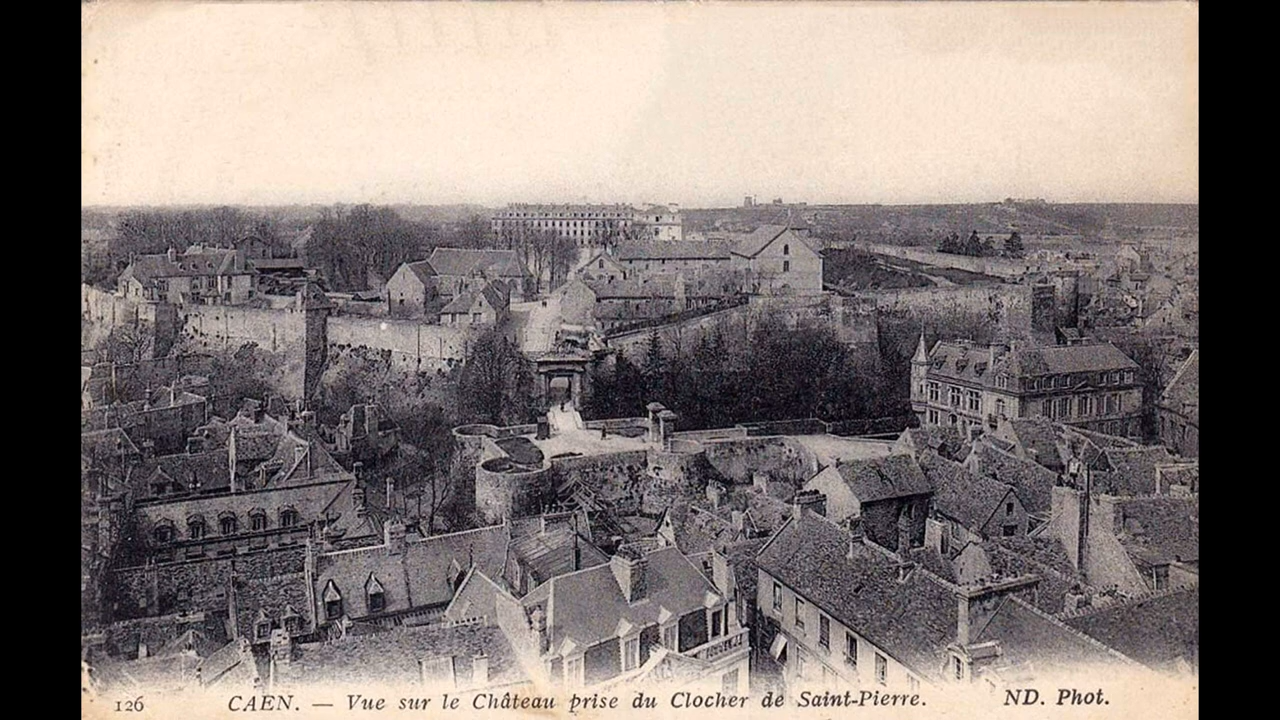 126 CAEN. — Vue sur le Château prise du Clocher de Saint-Pierre. ND. Phot.